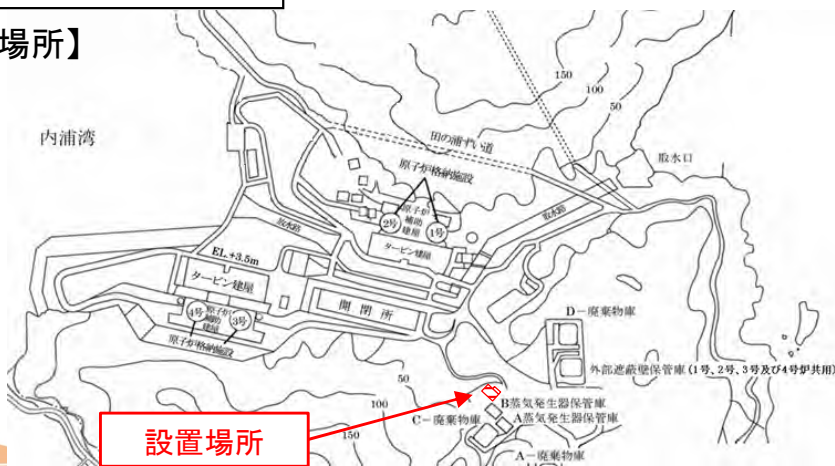 場所】
内浦湾
150
100
50
田の浦ずい道
取水口
原子炉格納施設
原子炉
補助
建屋
2号
1号
タービン建屋
取水路
放水路
EL.+3.5m
タービン建屋
4号
原子炉
補助
建屋
3号
原子炉格納施設
開閉所
D-廃棄物庫
外部遮蔽壁保管庫(1号、2号、3号及び4号炉共用)
50
100
150
設置場所
B蒸気発生器保管庫
A蒸気発生器保管庫
C-廃棄物庫
A-廃棄物庫